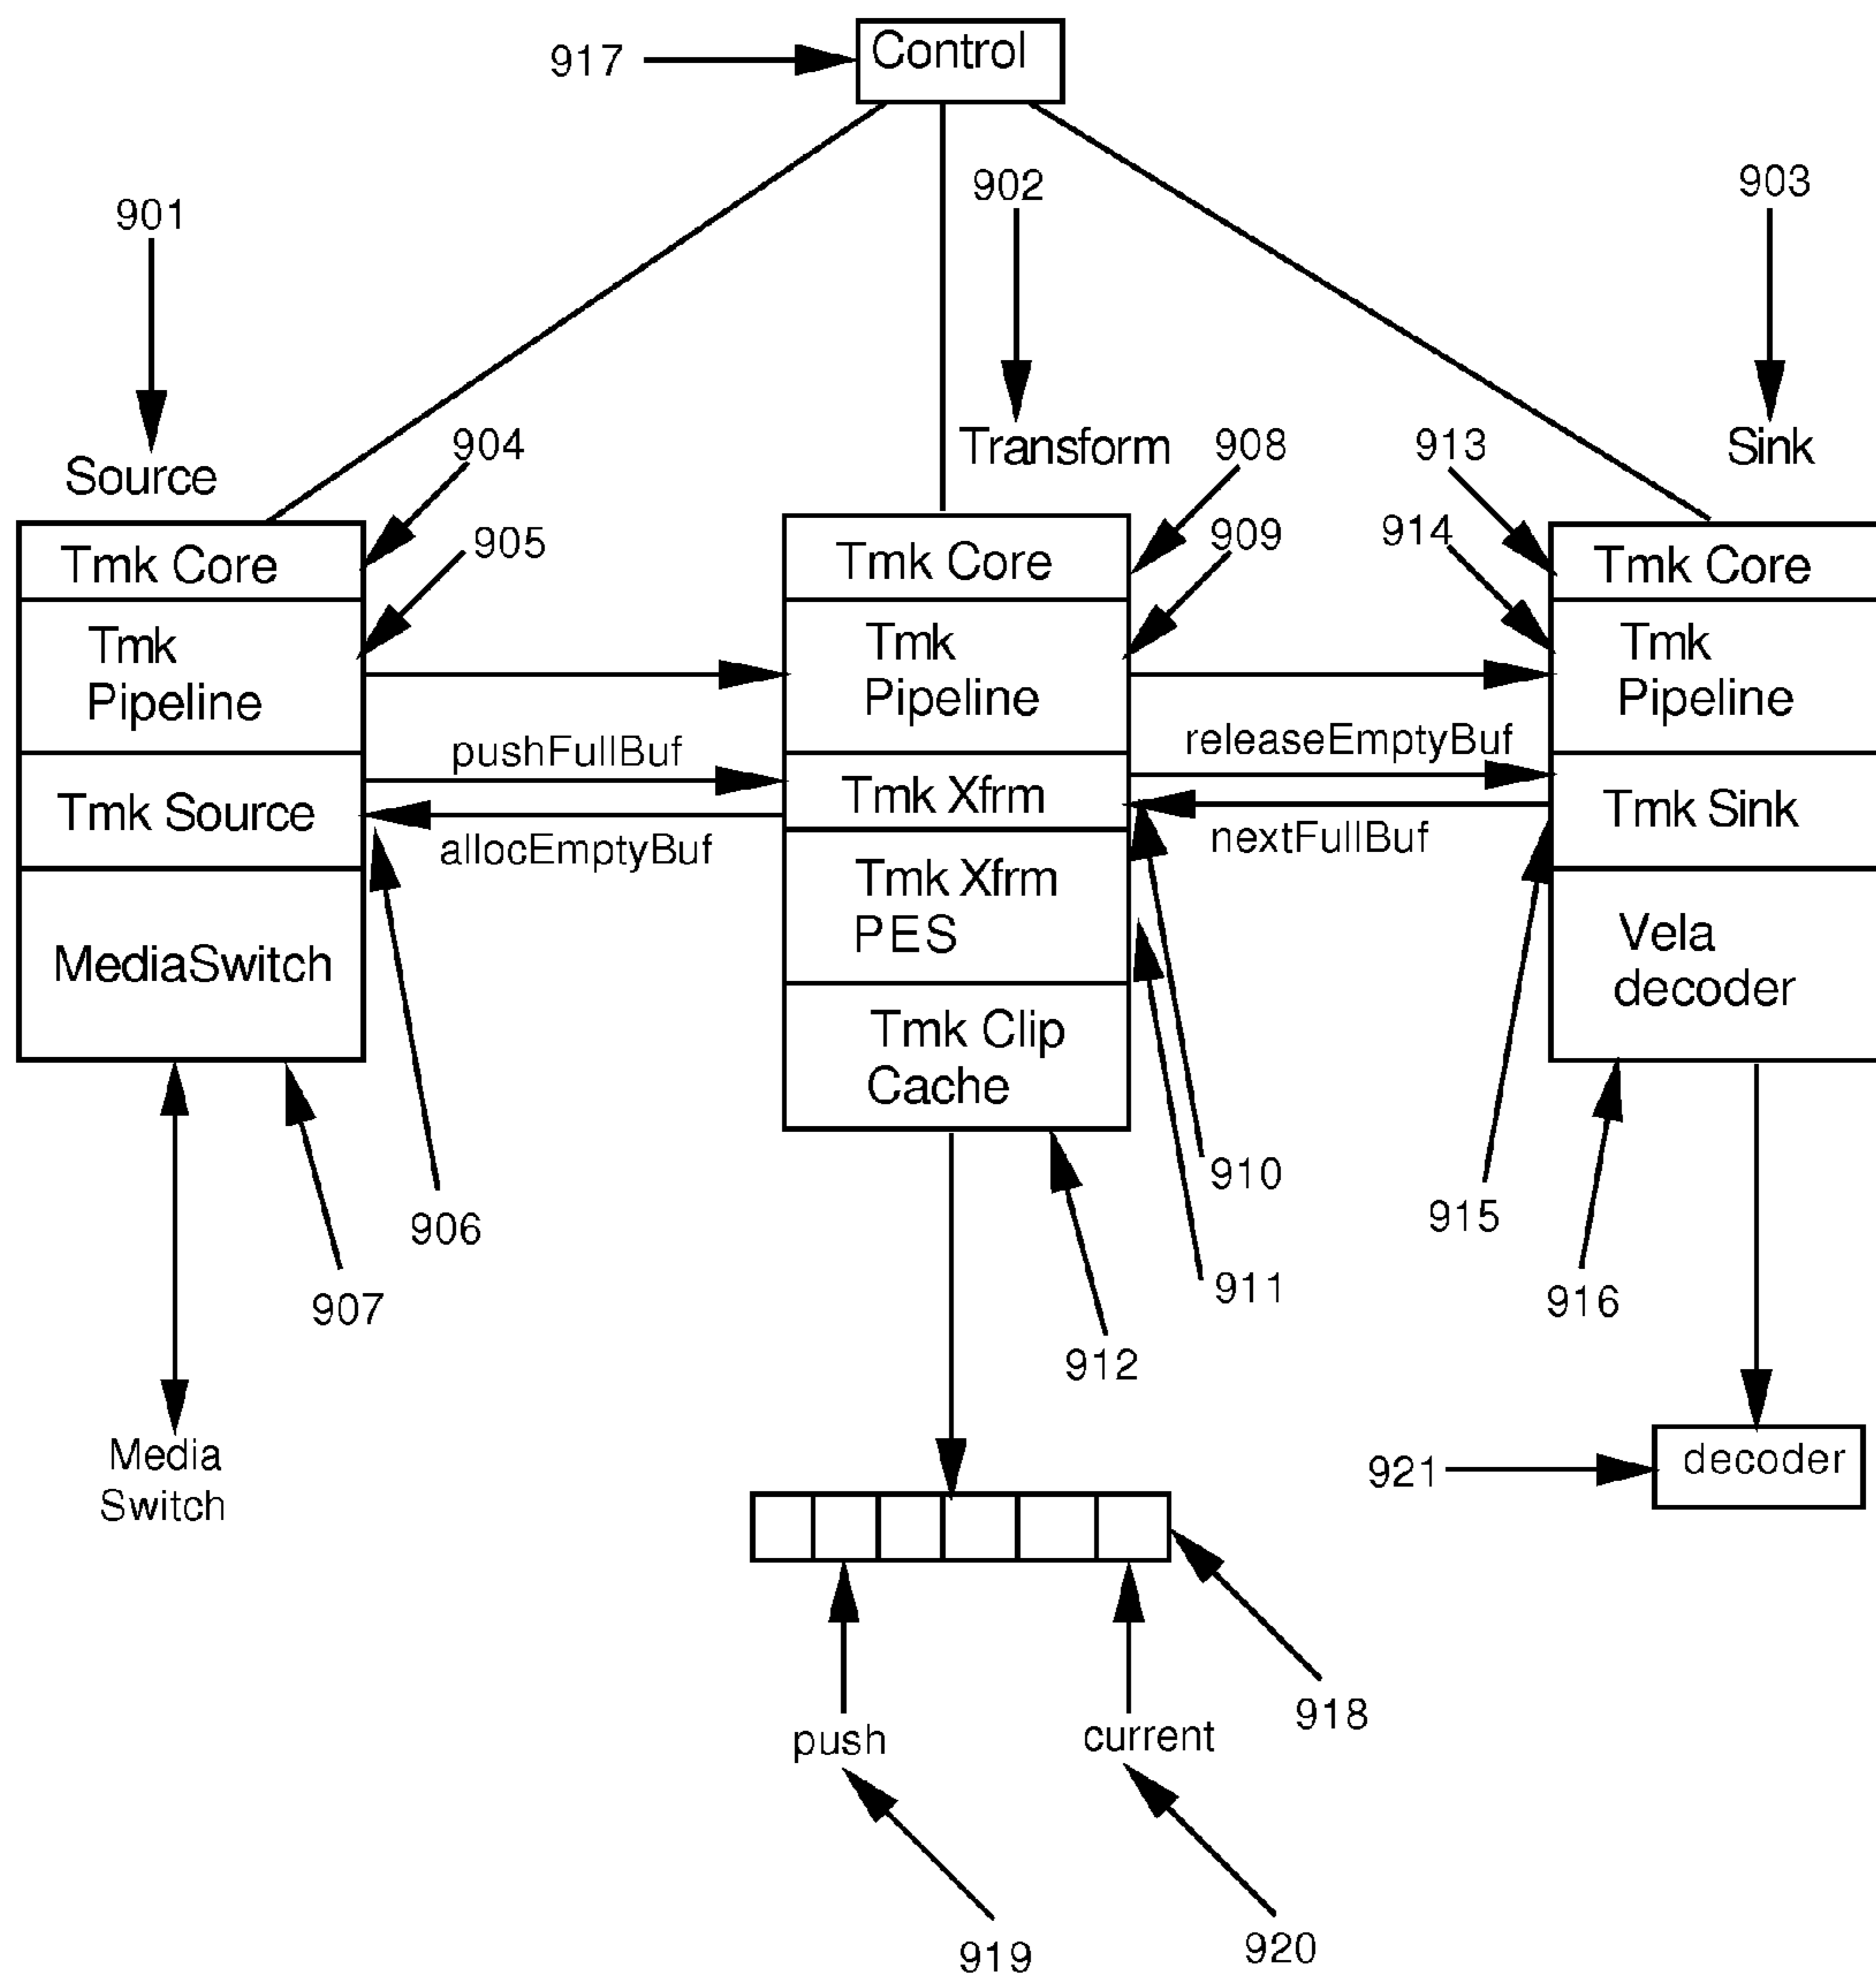 917
Control
902
903
901
Transform
908
913
Sink
Source
904
905
909
914
Tmk Core
Tmk
Pipeline
Tmk Source
MediaSwitch
pushFullBuf
allocEmptyBuf
Tmk Core
Tmk
Pipeline
Tmk Xfrm
Tmk Xfrm
PES
Tmk Clip
Cache
releaseEmptyBuf
nextFullBuf
Tmk Core
Tmk
Pipeline
Tmk Sink
Vela
decoder
906
907
910
911
912
915
916
Media
Switch
921
decoder
push
current
918
919
920